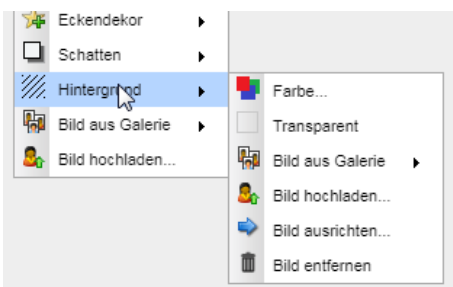 Eckendekor
Schatten
Hintergrund
Bild aus Galerie
Bild hochladen...
Farbe...
Transparent
Bild aus Galerie
Bild hochladen...
Bild ausrichten...
Bild entfernen